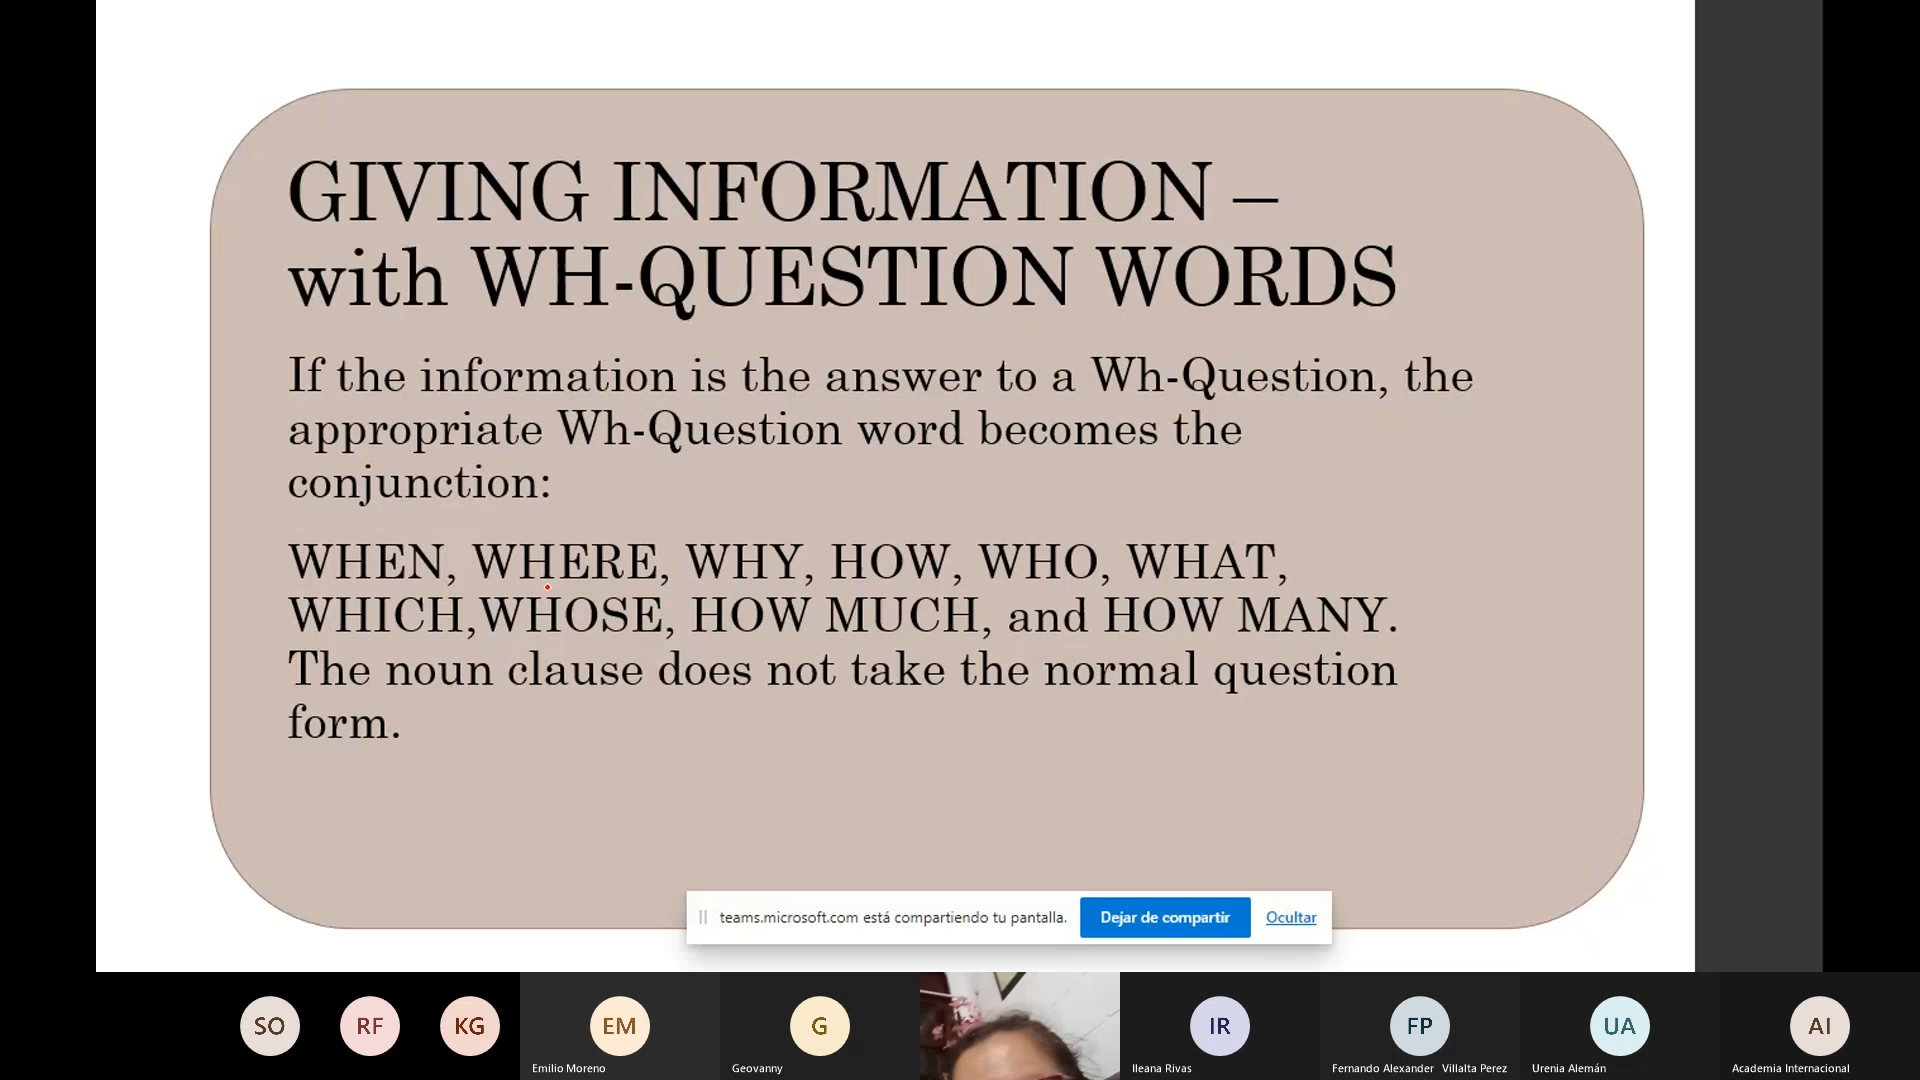 GIVING INFORMATION –
with WH-QUESTION WORDS
If the information is the answer to a Wh-Question, the
appropriate Wh-Question word becomes the
conjunction:
WHEN, WHERE, WHY, HOW, WHO, WHAT,
WHICH,WHOSE, HOW MUCH, and HOW MANY.
The noun clause does not take the normal question
form.
teams.microsoft.com está compartiendo tu pantalla.
Dejar de compartir
Ocultar
SO
RF
KG
EM
G
IR
FP
UA
AI
Emilio Moreno
Geovanny
Ileana Rivas
Fernando Alexander Villalta Perez
Urenia Alemán
Academia Internacional